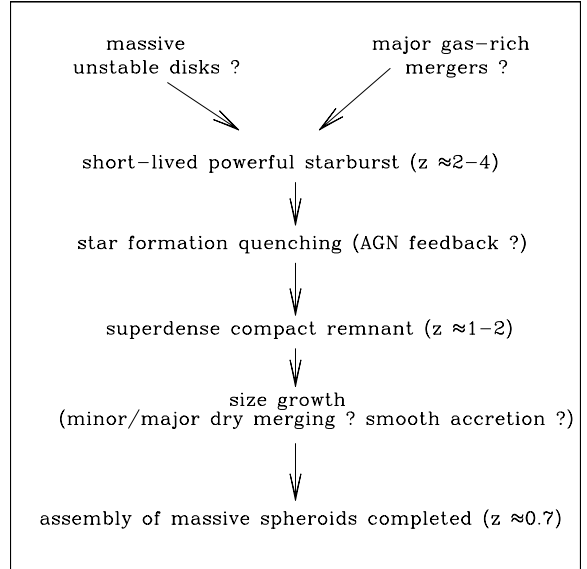 massive
unstable disks ?
major gas-rich
mergers ?
short-lived powerful starburst (z ≈2-4)
star formation quenching (AGN feedback ?)
superdense compact remnant (z ≈1-2)
size growth
(minor/major dry merging ? smooth accretion ?)
assembly of massive spheroids completed (z ≈0.7)